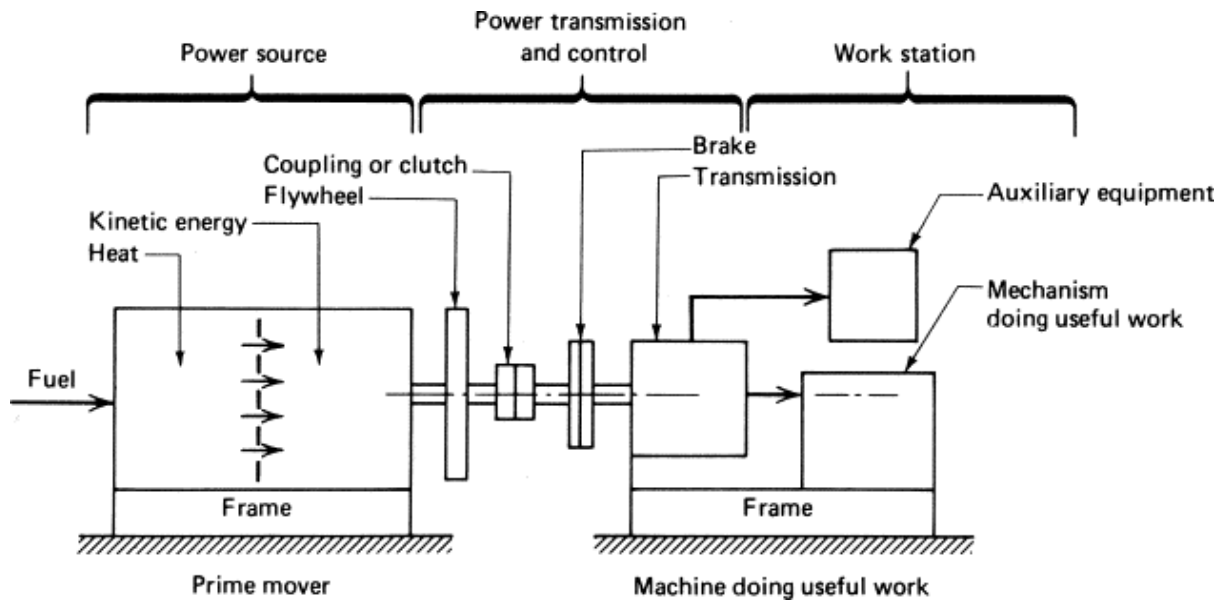 Power transmission
and control
Power source
Work station
Brake
Transmission
Coupling or clutch
Flywheel
Auxiliary equipment
Kinetic energy
Heat
Mechanism
doing useful work
Fuel
Frame
Frame
Prime mover
Machine doing useful work